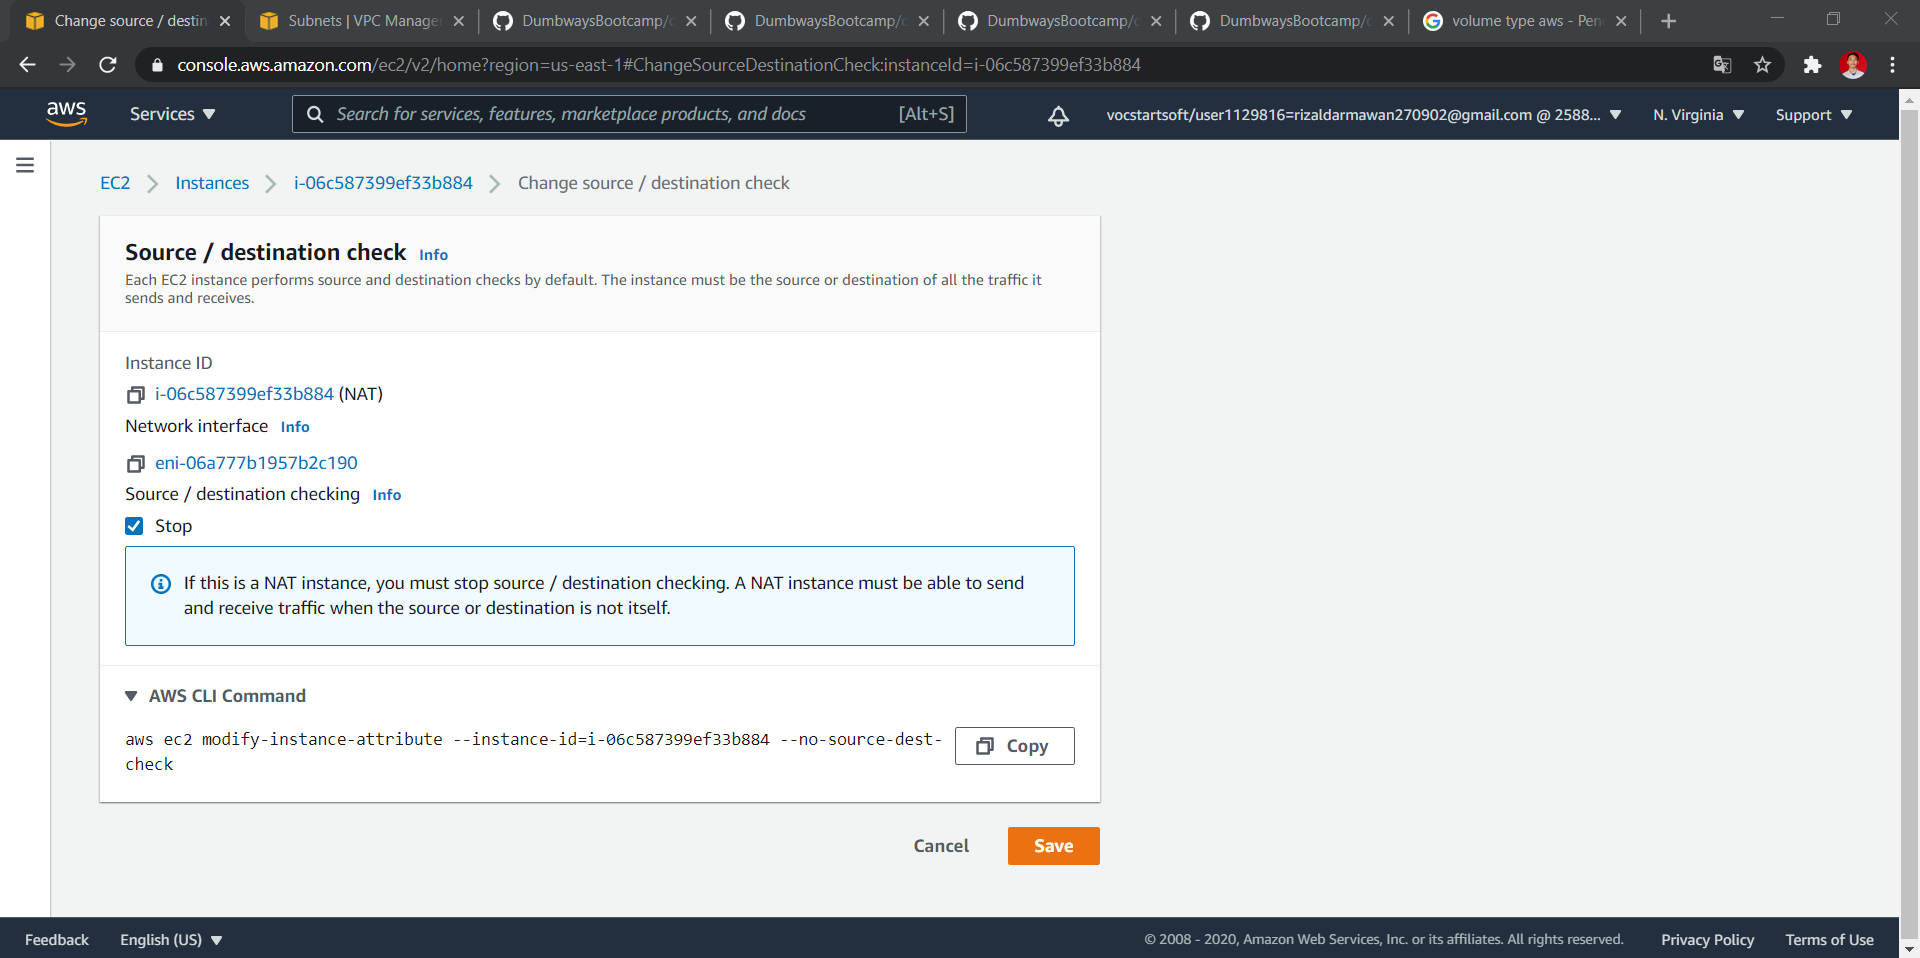 Change source / destin
Subnets | VPC Manage
DumbwaysBootcamp/
DumbwaysBootcamp/
DumbwaysBootcamp/
DumbwaysBootcamp/
volume type aws - Pen
console.aws.amazon.com/ec2/v2/home?region=us-east-1#ChangeSourceDestinationCheck:instanceId=i-06c587399ef33b884
aws
Services
Search for services, features, marketplace products, and docs
[Alt+S]
vocstartsoft/user1129816=rizaldarmawan270902@gmail.com @ 2588...
N. Virginia
Support
EC2
Instances
i-06c587399ef33b884
Change source / destination check
Source / destination check Info
Each EC2 instance performs source and destination checks by default. The instance must be the source or destination of all the traffic it
sends and receives.
Instance ID
i-06c587399ef33b884 (NAT)
Network interface Info
eni-06a777b1957b2c190
Source / destination checking Info
Stop
If this is a NAT instance, you must stop source / destination checking. A NAT instance must be able to send
and receive traffic when the source or destination is not itself.
AWS CLI Command
aws ec2 modify-instance-attribute --instance-id=i-06c587399ef33b884 --no-source-dest-
check
Copy
Cancel
Save
Feedback
English (US)
© 2008 - 2020, Amazon Web Services, Inc. or its affiliates. All rights reserved.
Privacy Policy
Terms of Use